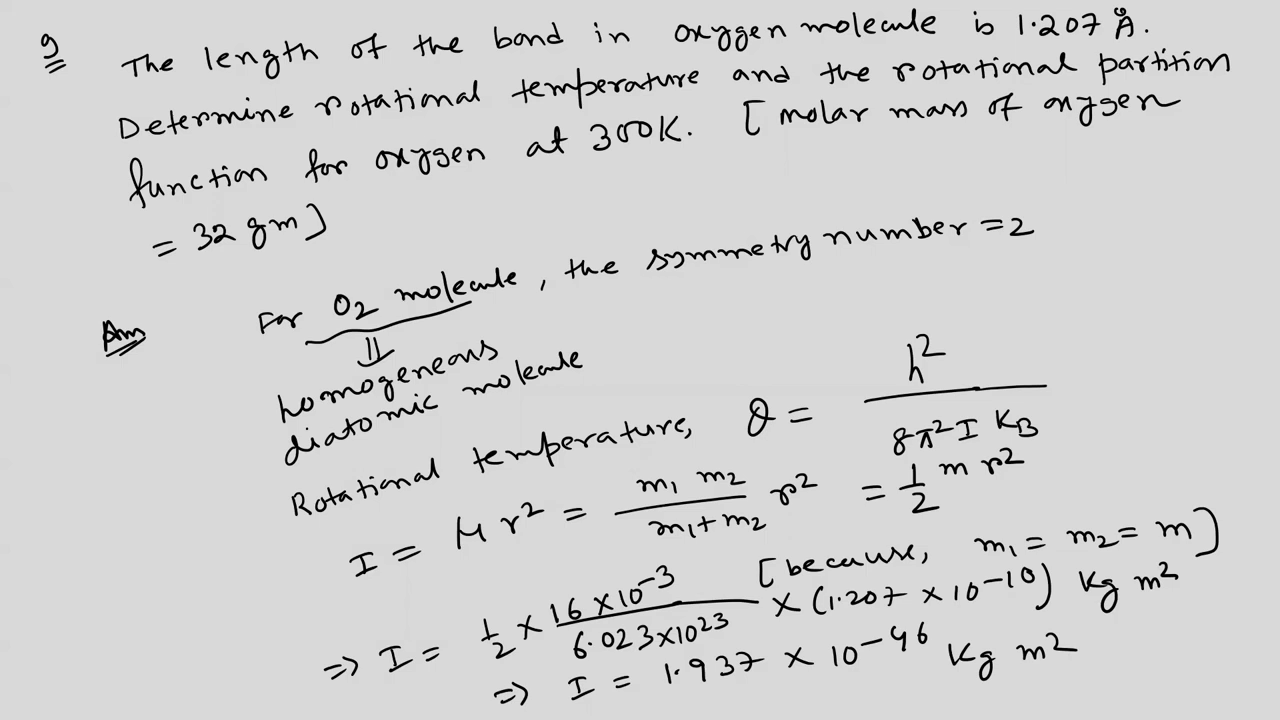 9 The length of the bond in oxygen molecule is 1.207 Å.
Determine rotational temperature and the rotational partition
function for oxygen at 300K. [molar mass of oxygen
= 32 gm]
Ans For O2 molecule, the symmetry number = 2
⇓
homogeneous
diatomic molecule
Rotational temperature, θ = h² / 8π² I KB
I = μ r² = m1 m2 / m1+m2 r² = 1/2 m r²
[because, m1 = m2 = m]
=> I = 1/2 × 16×10⁻³ / 6.023×10²³ × (1.207 × 10⁻¹⁰) Kg m²
=> I = 1.937 × 10⁻⁴⁶ Kg m²